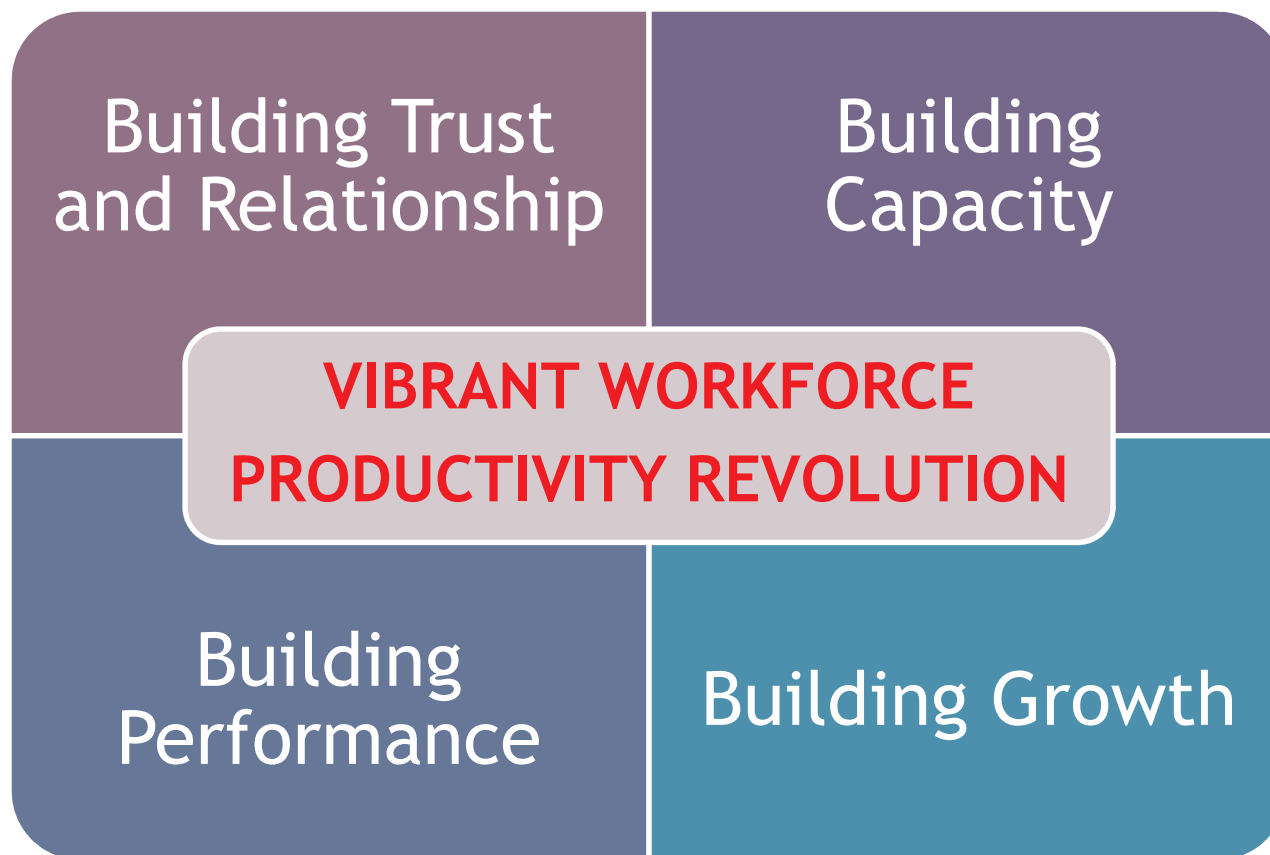 Building Trust
and Relationship
Building
Capacity
VIBRANT WORKFORCE
PRODUCTIVITY REVOLUTION
Building
Performance
Building Growth